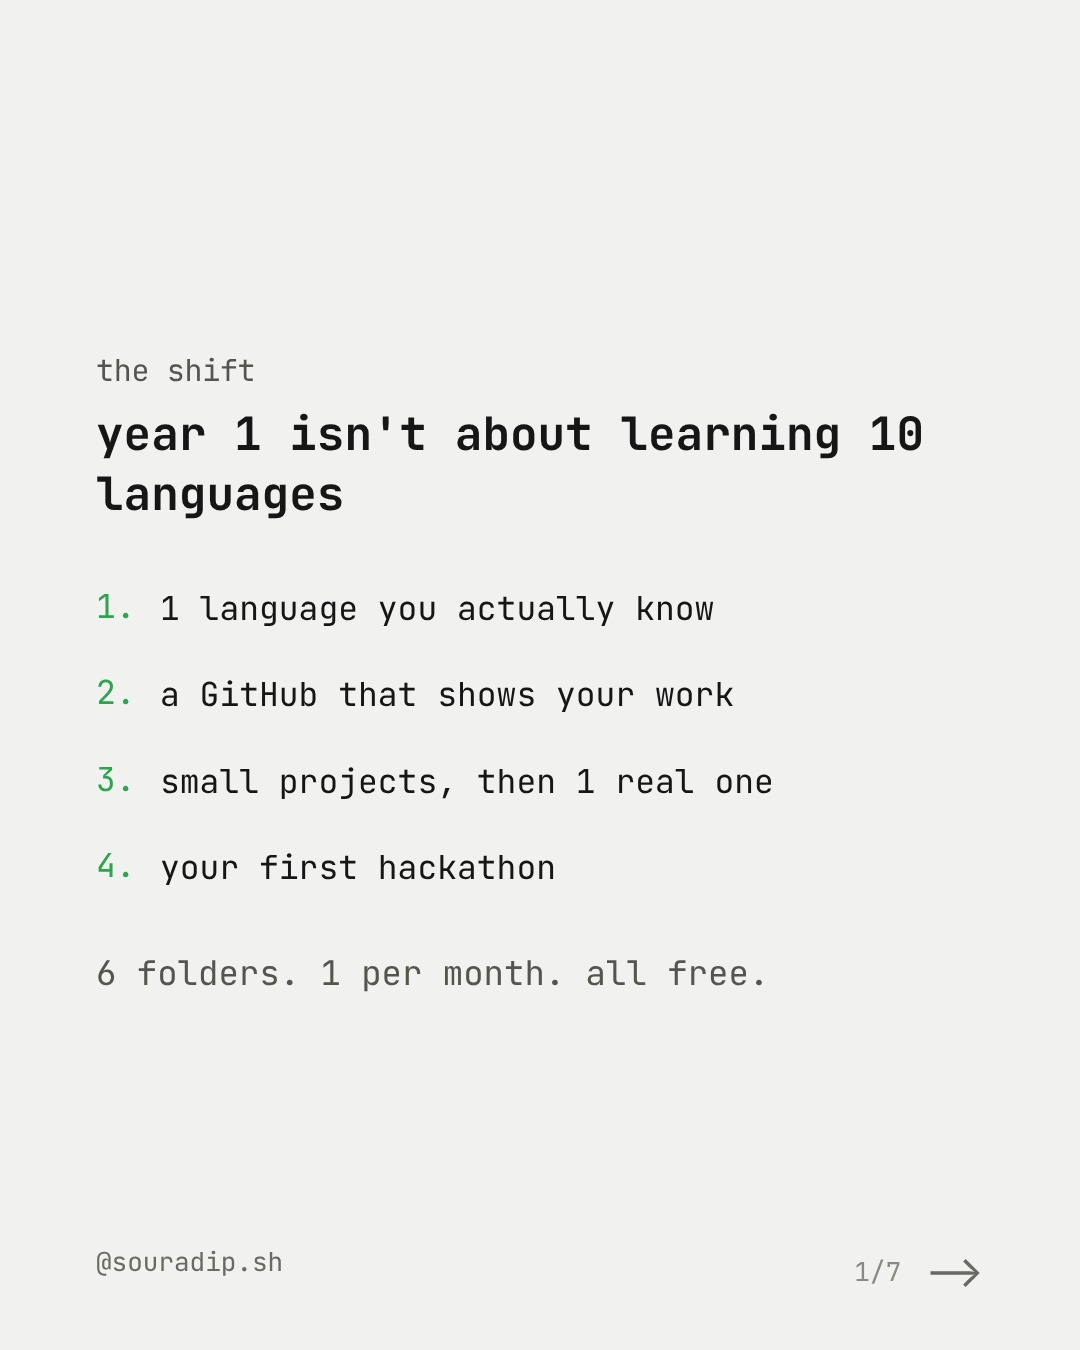 the shift
year 1 isn't about learning 10
languages
1. 1 language you actually know
2. a GitHub that shows your work
3. small projects, then 1 real one
4. your first hackathon
6 folders. 1 per month. all free.
@souradip.sh
1/7 →